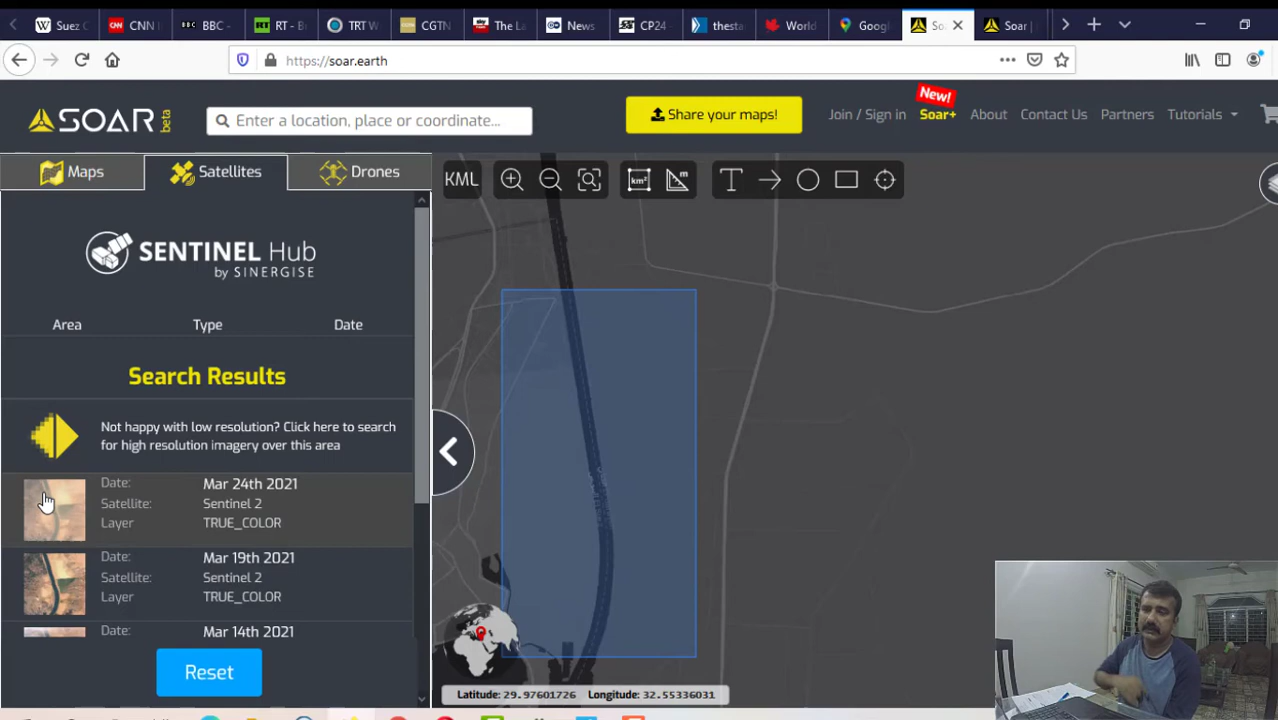 Suez C
CNN
BBC -
RT - B
TRT W
CGTN
The La
News
CP24
thestar
World
Googl
So
Soar |
https://soar.earth
SOAR beta
Enter a location, place or coordinate...
Share your maps!
Join / Sign in
New!
Soar+
About
Contact Us
Partners
Tutorials
Maps
Satellites
Drones
KML
km²
m
T
SENTINEL Hub
by SINERGISE
Area Type Date
Search Results
Not happy with low resolution? Click here to search
for high resolution imagery over this area
Date: Mar 24th 2021
Satellite: Sentinel 2
Layer TRUE_COLOR
Date: Mar 19th 2021
Satellite: Sentinel 2
Layer TRUE_COLOR
Date: Mar 14th 2021
Reset
Latitude: 29.97601726 Longitude: 32.55336031